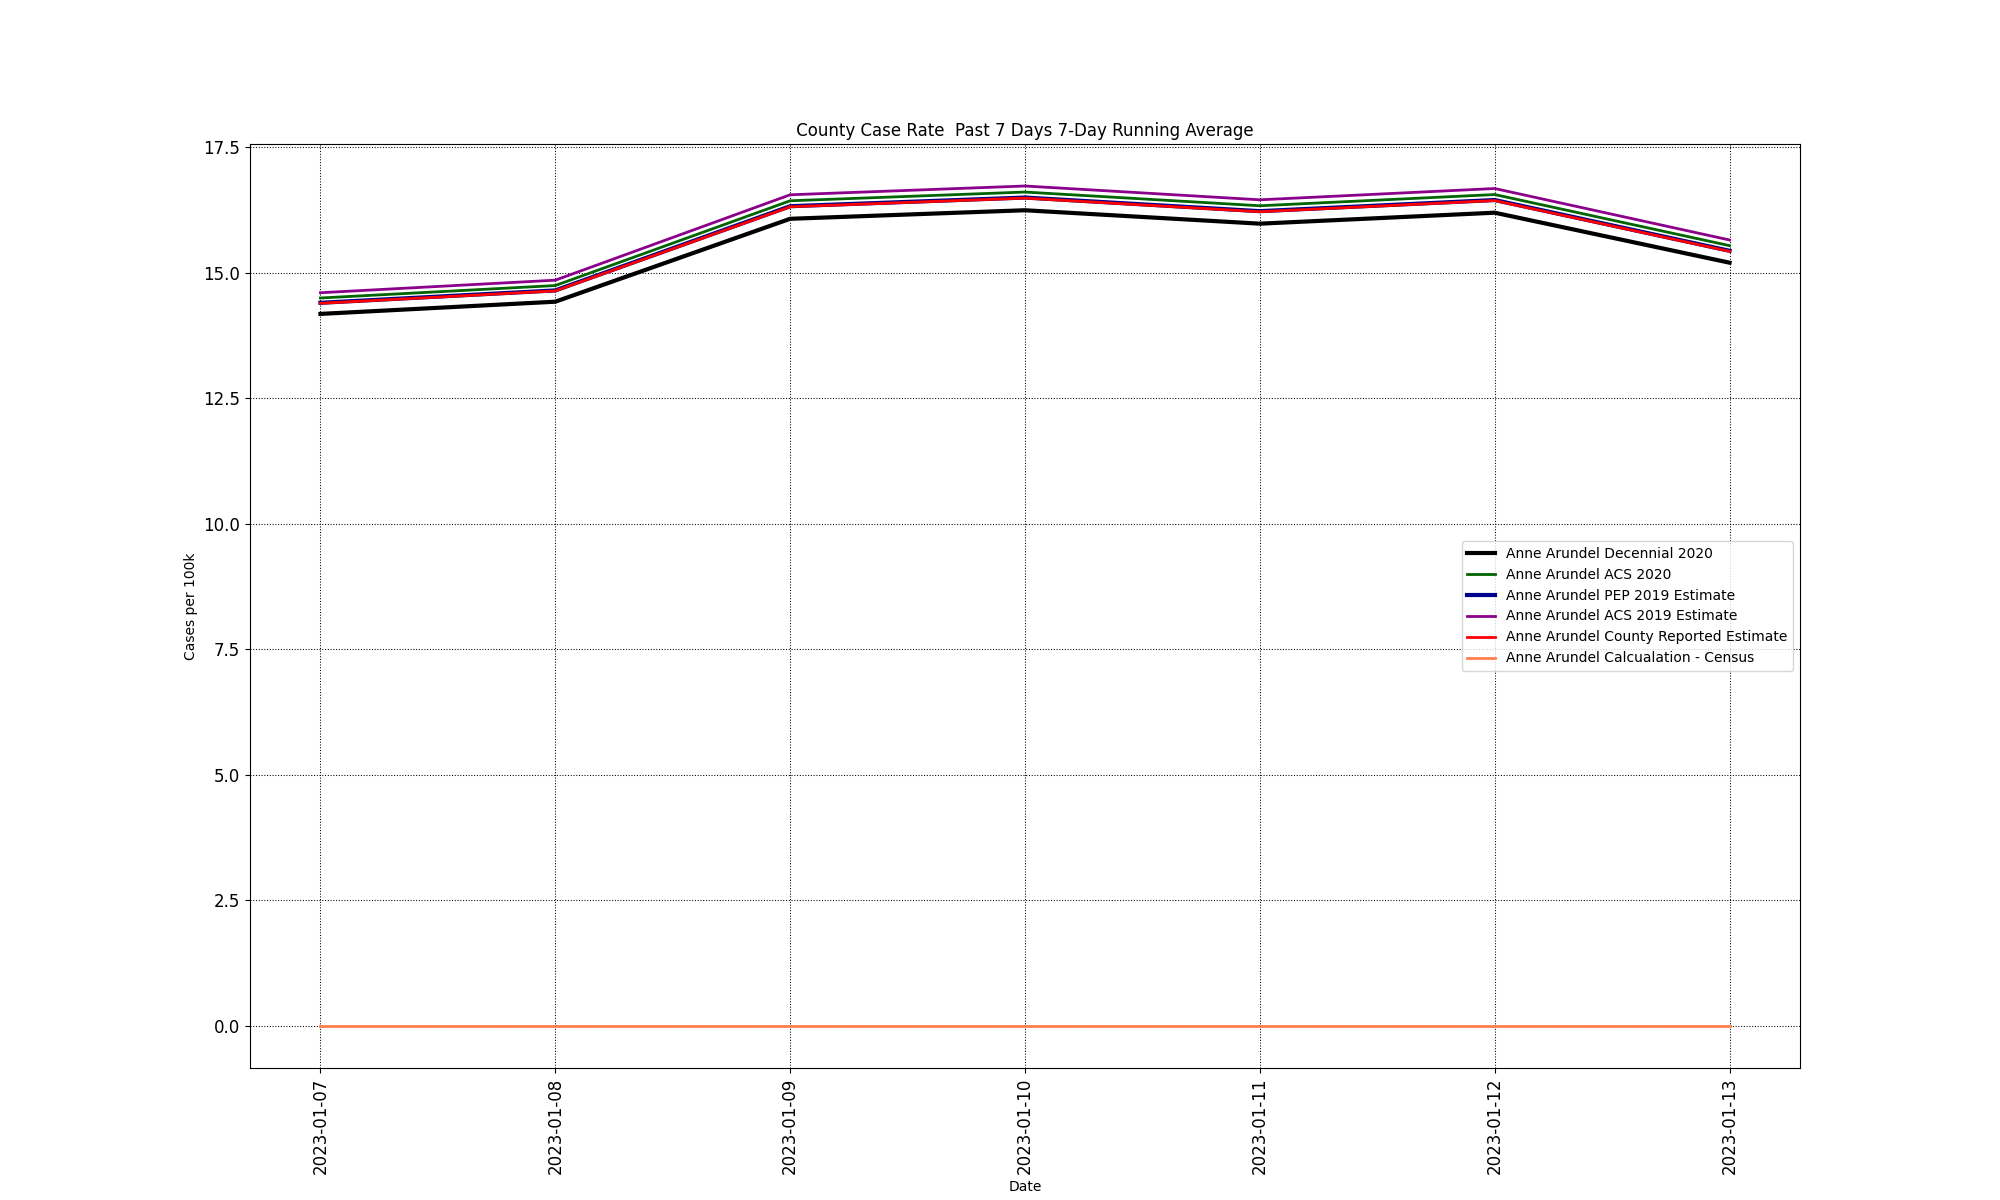 County Case Rate  Past 7 Days 7-Day Running Average
17.5
15.0
12.5
10.0
7.5
5.0
2.5
0.0
Cases per 100k
Anne Arundel Decennial 2020
Anne Arundel ACS 2020
Anne Arundel PEP 2019 Estimate
Anne Arundel ACS 2019 Estimate
Anne Arundel County Reported Estimate
Anne Arundel Calcualation - Census
2023-01-07
2023-01-08
2023-01-09
2023-01-10
2023-01-11
2023-01-12
2023-01-13
Date